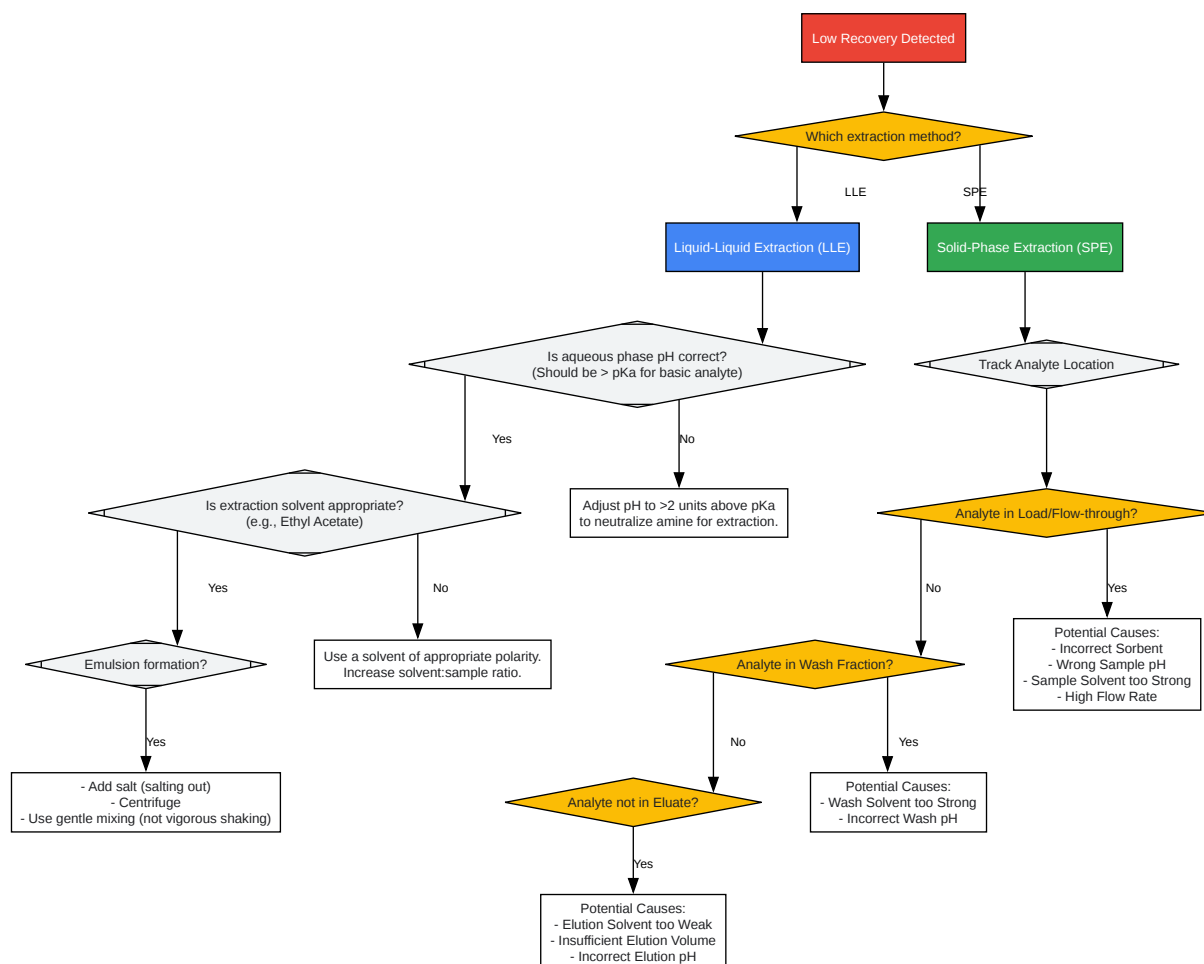 Low Recovery Detected
Which extraction method?
LLE
SPE
Liquid-Liquid Extraction (LLE)
Solid-Phase Extraction (SPE)
Is aqueous phase pH correct?
(Should be > pKa for basic analyte)
Track Analyte Location
Yes
No
Is extraction solvent appropriate?
(e.g., Ethyl Acetate)
Adjust pH to >2 units above pKa
to neutralize amine for extraction.
Analyte in Load/Flow-through?
Yes
No
No
Yes
Emulsion formation?
Use a solvent of appropriate polarity.
Increase solvent:sample ratio.
Analyte in Wash Fraction?
Potential Causes:
- Incorrect Sorbent
- Wrong Sample pH
- Sample Solvent too Strong
- High Flow Rate
Yes
No
Yes
- Add salt (salting out)
- Centrifuge
- Use gentle mixing (not vigorous shaking)
Analyte not in Eluate?
Potential Causes:
- Wash Solvent too Strong
- Incorrect Wash pH
Yes
Potential Causes:
- Elution Solvent too Weak
- Insufficient Elution Volume
- Incorrect Elution pH